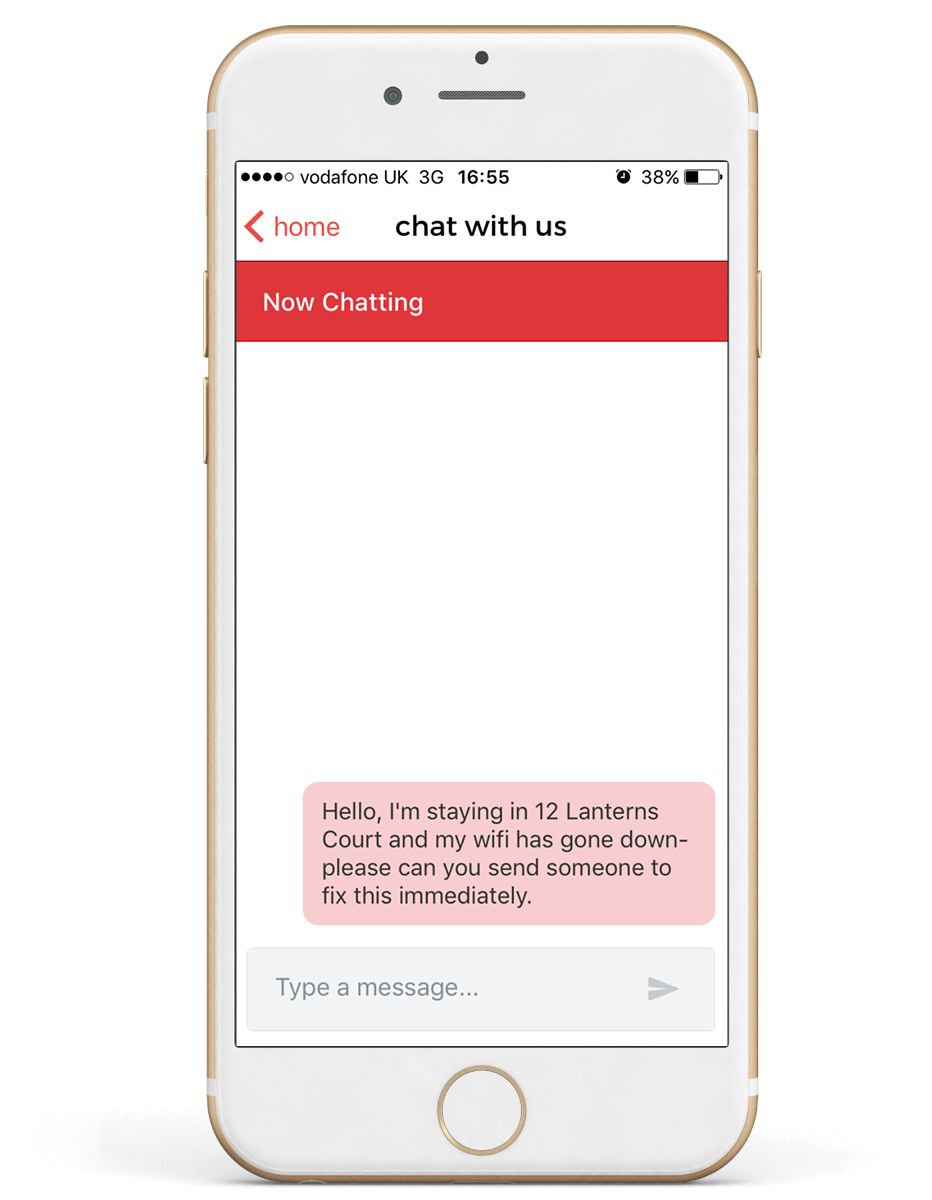 vodafone UK 3G 16:55 38%
home chat with us
Now Chatting
Hello, I'm staying in 12 Lanterns
Court and my wifi has gone down-
please can you send someone to
fix this immediately.
Type a message...